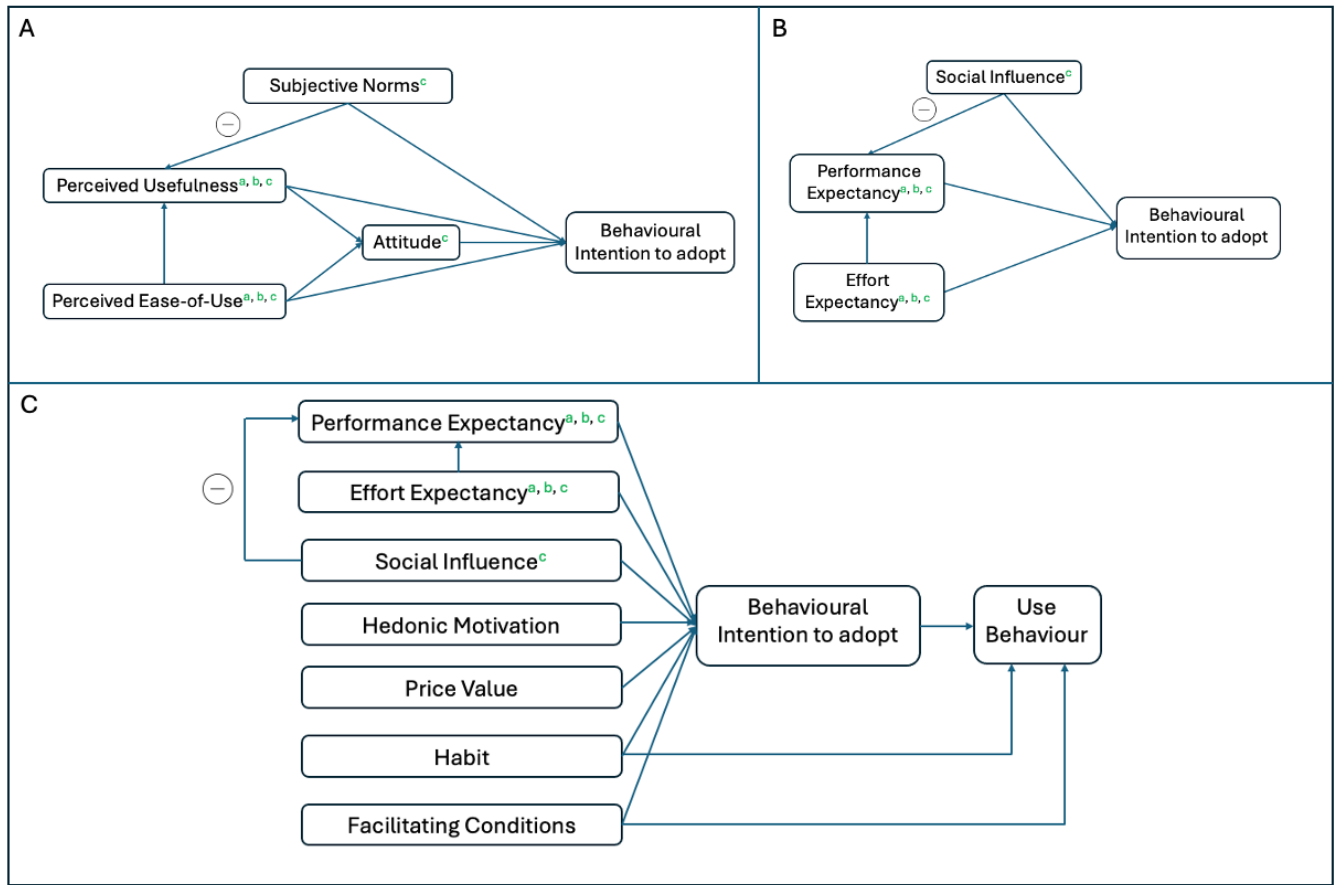 A
Subjective Normsᶜ
−
Perceived Usefulnessᵃ, ᵇ, ᶜ
Attitudeᶜ
Perceived Ease-of-Useᵃ, ᵇ, ᶜ
Behavioural
Intention to adopt
B
Social Influenceᶜ
−
Performance
Expectancyᵃ, ᵇ, ᶜ
Effort
Expectancyᵃ, ᵇ, ᶜ
Behavioural
Intention to adopt
C
Performance Expectancyᵃ, ᵇ, ᶜ
−
Effort Expectancyᵃ, ᵇ, ᶜ
Social Influenceᶜ
Hedonic Motivation
Price Value
Habit
Facilitating Conditions
Behavioural
Intention to adopt
Use
Behaviour